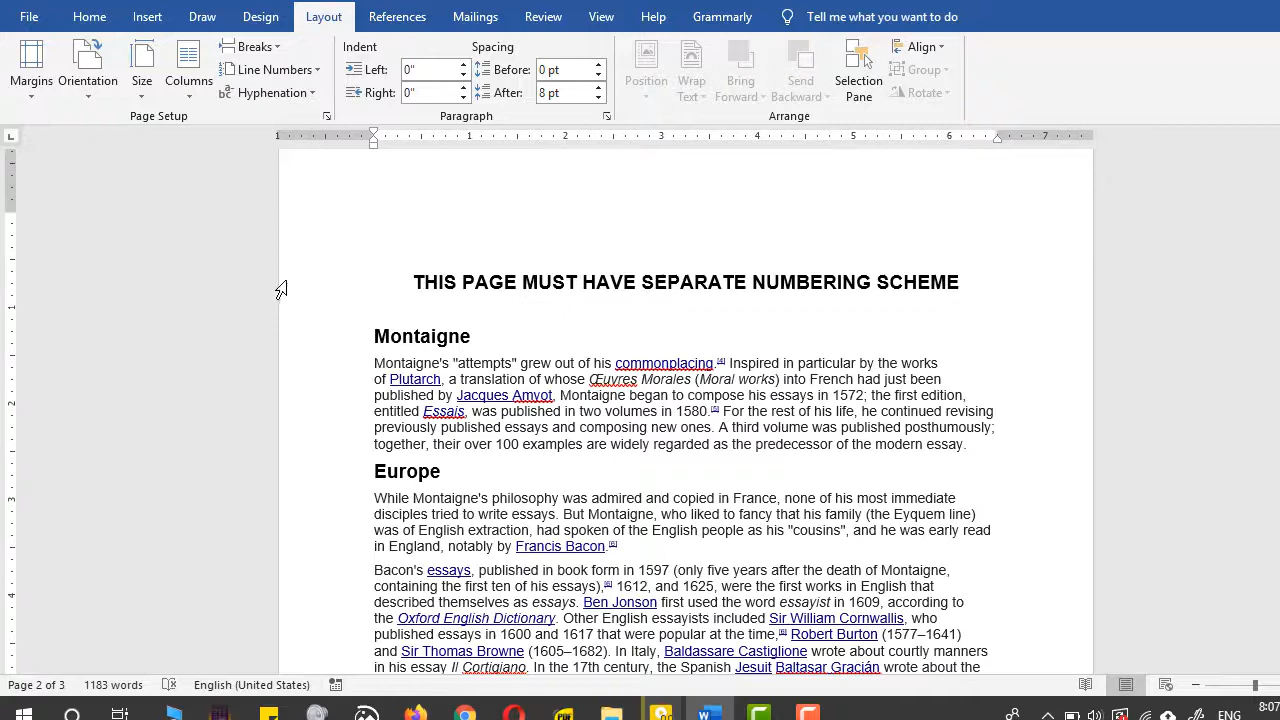 File Home Insert Draw Design Layout References Mailings Review View Help Grammarly Tell me what you want to do
Margins Orientation Size Columns
Breaks
Line Numbers
Hyphenation
Page Setup
Indent Spacing
Left: 0" Before: 0 pt
Right: 0" After: 8 pt
Paragraph
Position Wrap Text Bring Forward Send Backward Selection Pane
Align
Group
Rotate
Arrange
1 1 2 3 4 5 6 7
THIS PAGE MUST HAVE SEPARATE NUMBERING SCHEME
Montaigne
Montaigne's "attempts" grew out of his commonplacing.[4] Inspired in particular by the works
of Plutarch, a translation of whose Œuvres Morales (Moral works) into French had just been
published by Jacques Amyot, Montaigne began to compose his essays in 1572; the first edition,
entitled Essais, was published in two volumes in 1580.[5] For the rest of his life, he continued revising
previously published essays and composing new ones. A third volume was published posthumously;
together, their over 100 examples are widely regarded as the predecessor of the modern essay.
Europe
While Montaigne's philosophy was admired and copied in France, none of his most immediate
disciples tried to write essays. But Montaigne, who liked to fancy that his family (the Eyquem line)
was of English extraction, had spoken of the English people as his "cousins", and he was early read
in England, notably by Francis Bacon.[6]
Bacon's essays, published in book form in 1597 (only five years after the death of Montaigne,
containing the first ten of his essays),[6] 1612, and 1625, were the first works in English that
described themselves as essays. Ben Jonson first used the word essayist in 1609, according to
the Oxford English Dictionary. Other English essayists included Sir William Cornwallis, who
published essays in 1600 and 1617 that were popular at the time,[6] Robert Burton (1577–1641)
and Sir Thomas Browne (1605–1682). In Italy, Baldassare Castiglione wrote about courtly manners
in his essay Il Cortigiano. In the 17th century, the Spanish Jesuit Baltasar Gracián wrote about the
1
2
3
4
Page 2 of 3 1183 words English (United States)
ENG
8:07